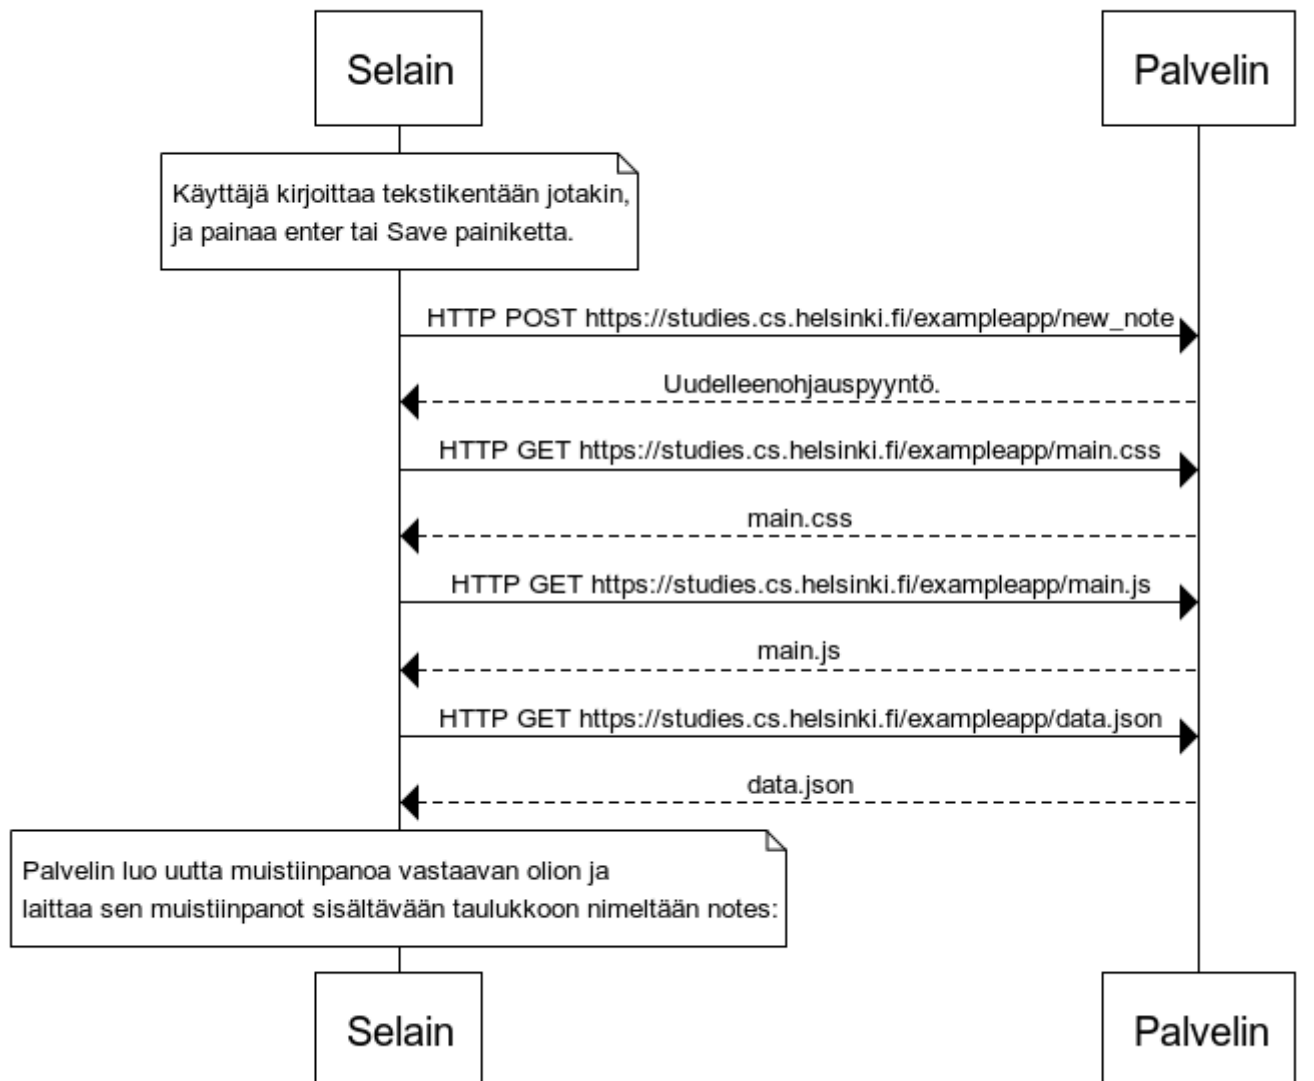 Selain
Palvelin
Käyttäjä kirjoittaa tekstikentään jotakin,
ja painaa enter tai Save painiketta.
HTTP POST https://studies.cs.helsinki.fi/exampleapp/new_note
Uudelleenohjauspyyntö.
HTTP GET https://studies.cs.helsinki.fi/exampleapp/main.css
main.css
HTTP GET https://studies.cs.helsinki.fi/exampleapp/main.js
main.js
HTTP GET https://studies.cs.helsinki.fi/exampleapp/data.json
data.json
Palvelin luo uutta muistiinpanoa vastaavan olion ja
laittaa sen muistiinpanot sisältävään taulukkoon nimeltään notes:
Selain
Palvelin